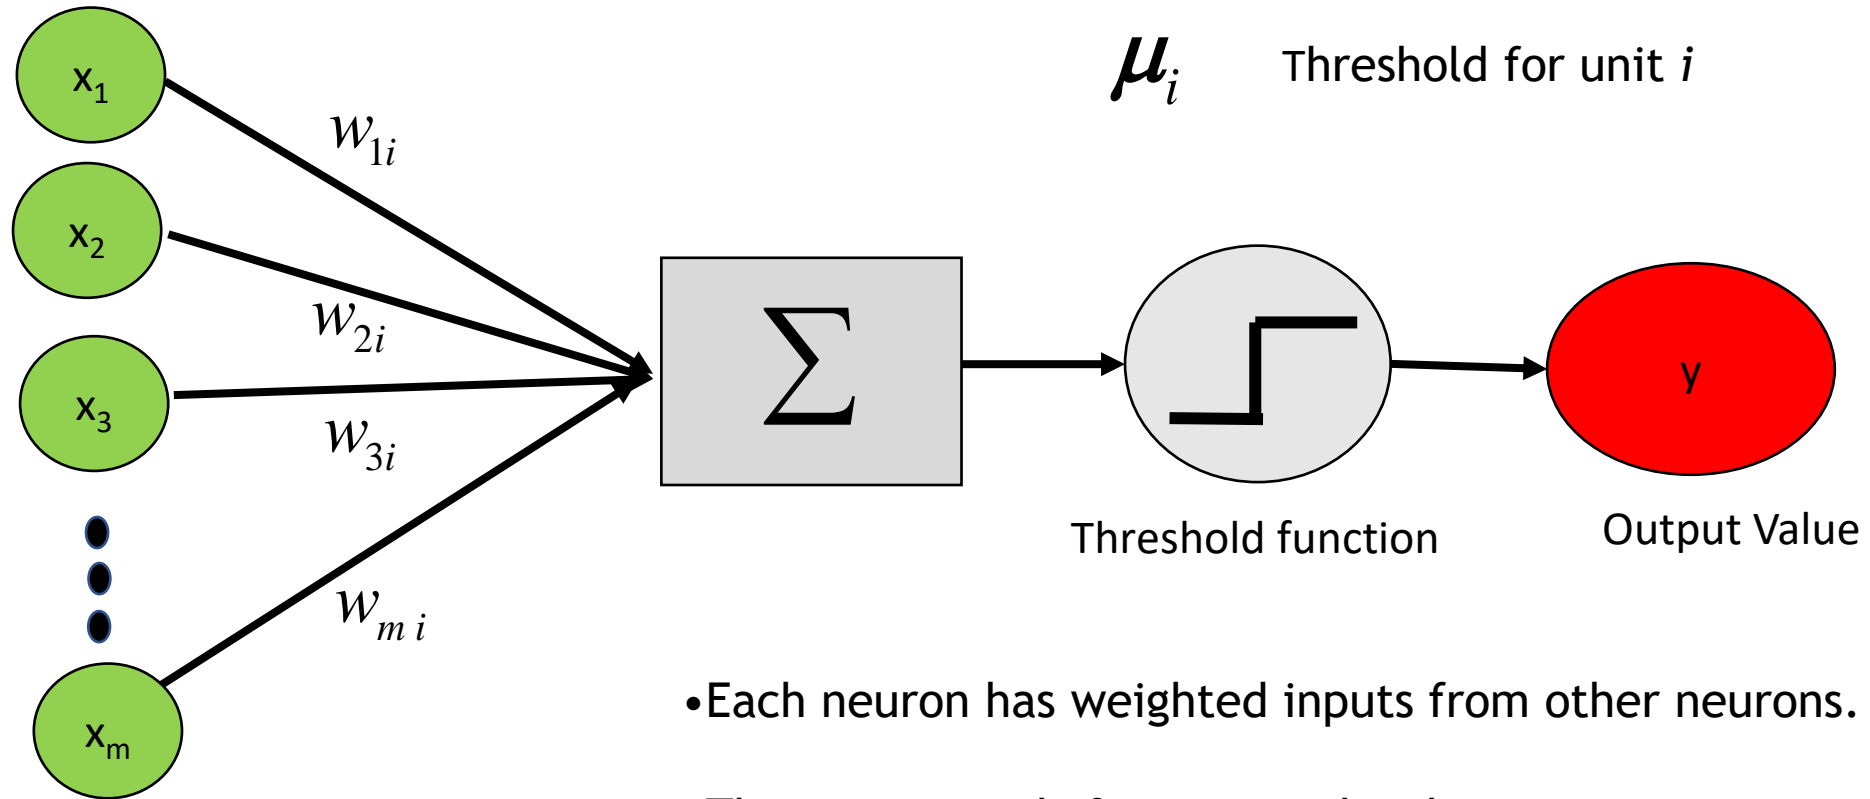 x₁
x₂
x₃
xₘ
w₁ᵢ
w₂ᵢ
w₃ᵢ
wₘ ᵢ
Σ
μᵢ Threshold for unit i
Threshold function
y
Output Value
•Each neuron has weighted inputs from other neurons.